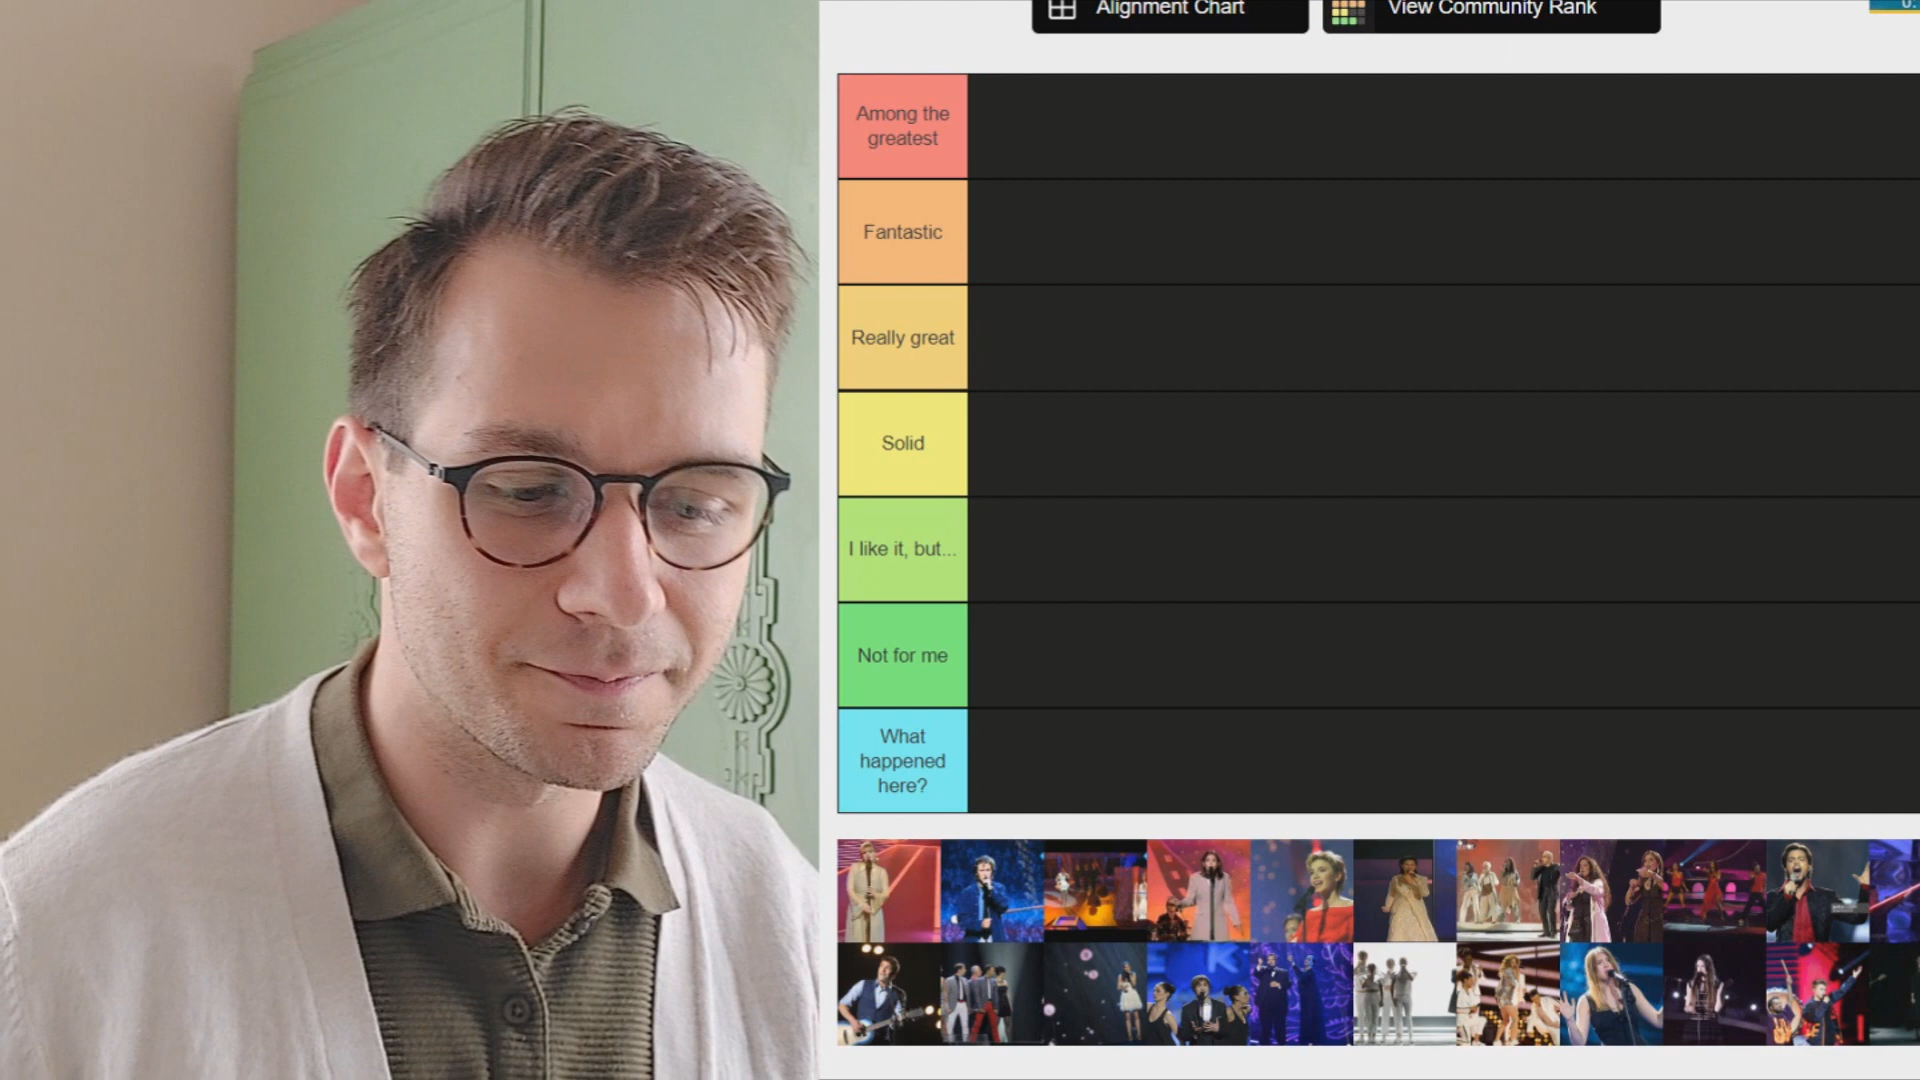 Alignment Chart
View Community Rank
0:
Among the
greatest
Fantastic
Really great
Solid
I like it, but...
Not for me
What
happened
here?
K